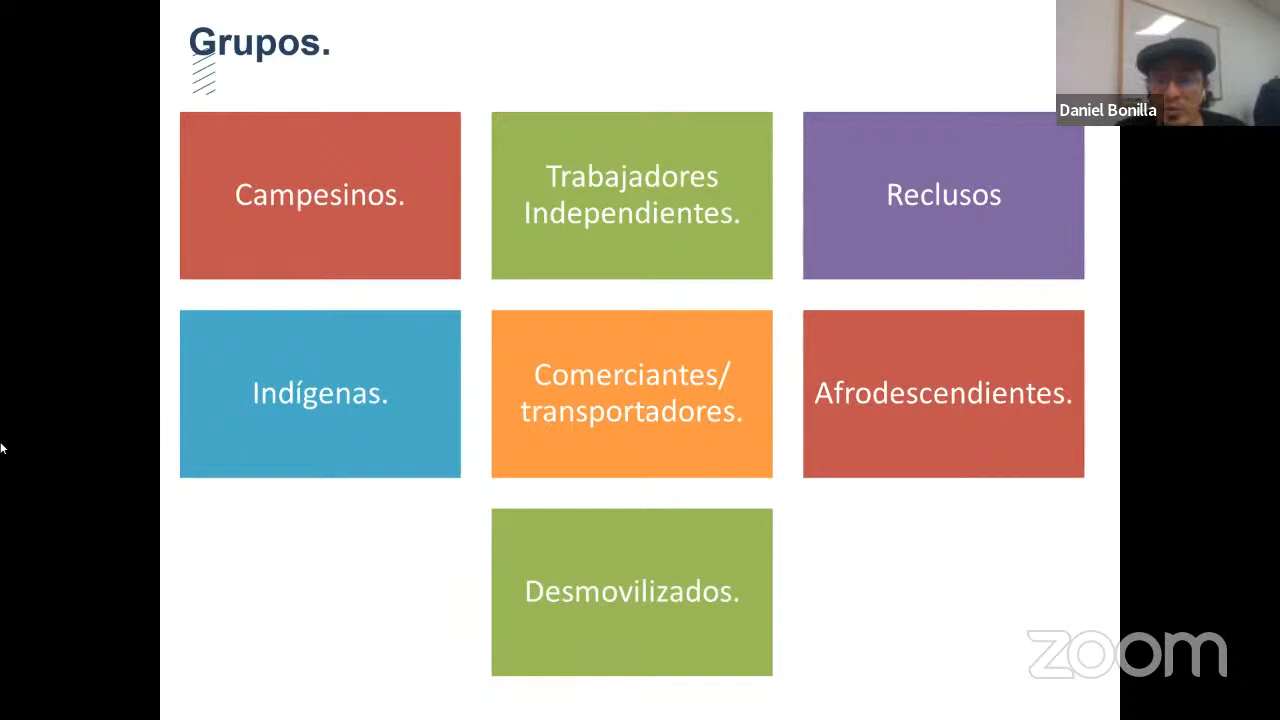 Grupos.
Daniel Bonilla
Campesinos.
Trabajadores
Independientes.
Reclusos
Indígenas.
Comerciantes/
transportadores.
Afrodescendientes.
Desmovilizados.
zoom